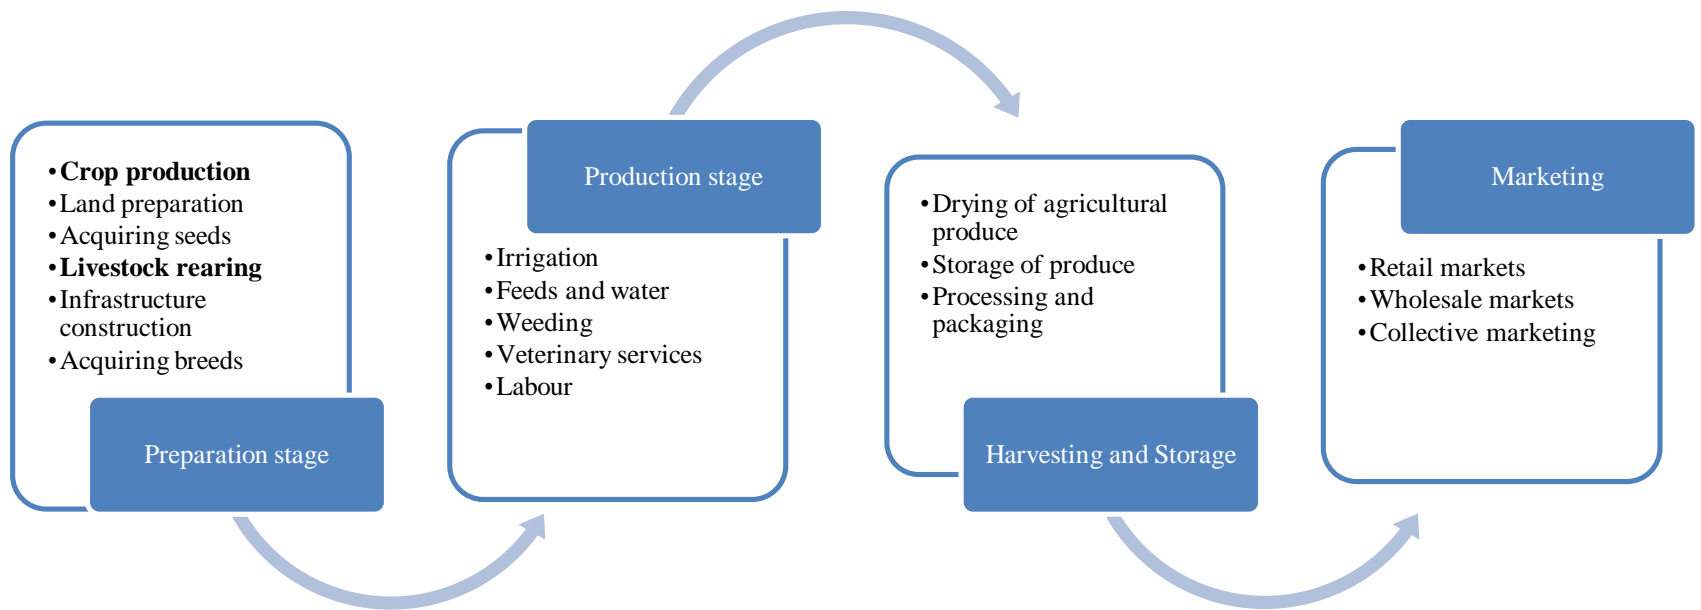 •Crop production
•Land preparation
•Acquiring seeds
•Livestock rearing
•Infrastructure
construction
•Acquiring breeds
Preparation stage
Production stage
•Irrigation
•Feeds and water
•Weeding
•Veterinary services
•Labour
•Drying of agricultural
produce
•Storage of produce
•Processing and
packaging
Harvesting and Storage
Marketing
•Retail markets
•Wholesale markets
•Collective marketing